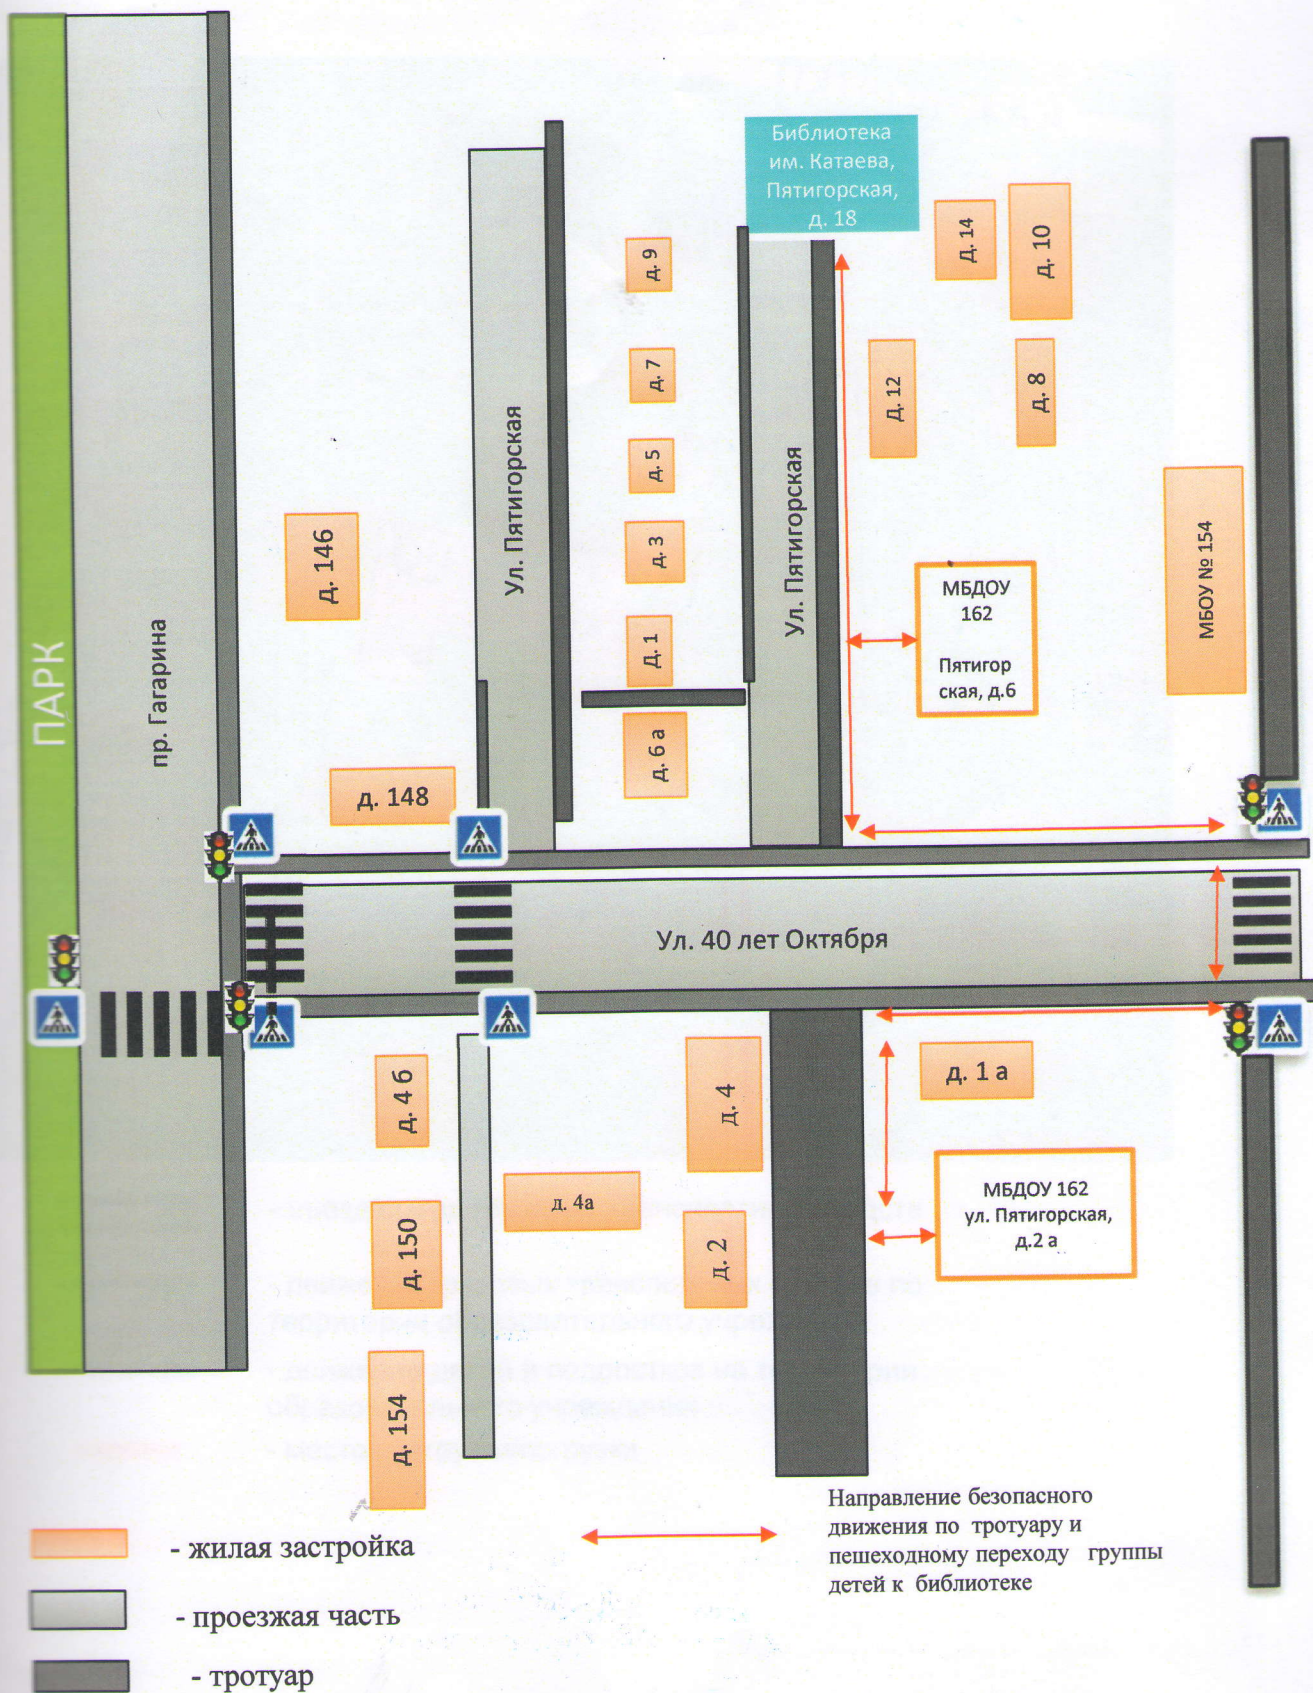 Библиотека
им. Катаева,
Пятигорская,
д. 18
д. 14
д. 10
д. 9
д. 7
д. 12
д. 8
Ул. Пятигорская
д. 5
Ул. Пятигорская
д. 146
д. 3
МБОУ № 154
ПАРК
пр. Гагарина
Д. 1
МБДОУ
162
Пятигор
ская, д.6
д. 6 а
д. 148
Ул. 40 лет Октября
д. 4 б
д. 4
д. 1 а
д. 4а
д. 150
д. 2
МБДОУ 162
ул. Пятигорская,
д.2 а
д. 154
Направление безопасного
движения по тротуару и
пешеходному переходу группы
детей к библиотеке
- жилая застройка
- проезжая часть
- тротуар